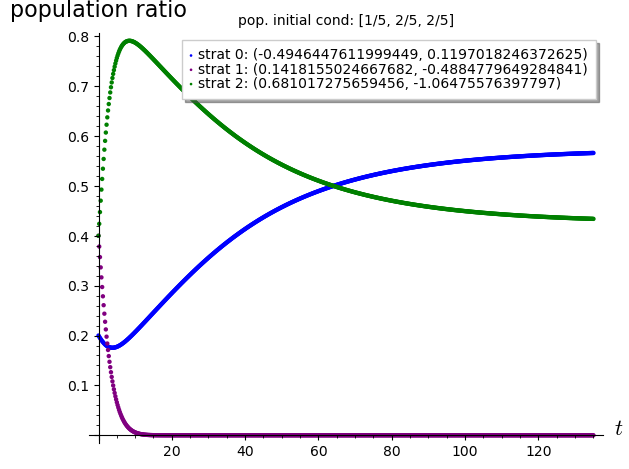 population ratio
pop. initial cond: [1/5, 2/5, 2/5]
strat 0: (-0.4946447611999449, 0.1197018246372625)
strat 1: (0.1418155024667682, -0.4884779649284841)
strat 2: (0.681017275659456, -1.06475576397797)
0.8
0.7
0.6
0.5
0.4
0.3
0.2
0.1
20 40 60 80 100 120
t